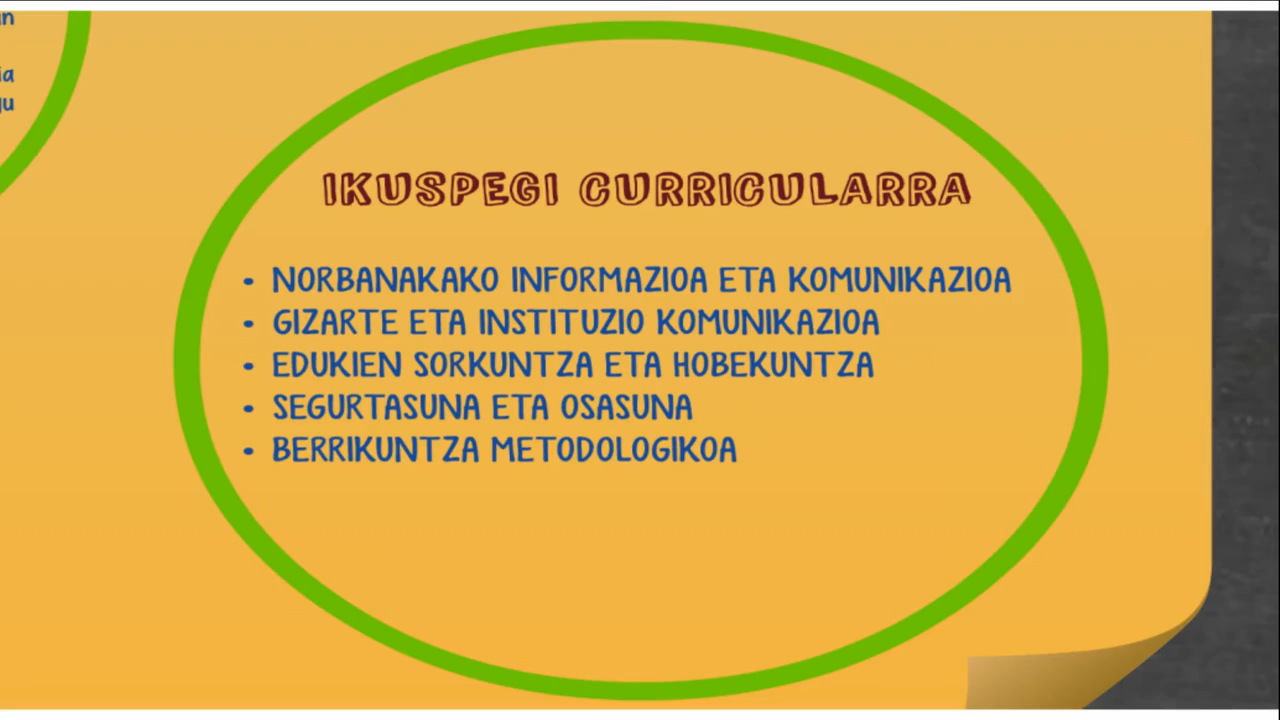 IKUSPEGI CURRICULARRA
• NORBANAKAKO INFORMAZIOA ETA KOMUNIKAZIOA
• GIZARTE ETA INSTITUZIO KOMUNIKAZIOA
• EDUKIEN SORKUNTZA ETA HOBEKUNTZA
• SEGURTASUNA ETA OSASUNA
• BERRIKUNTZA METODOLOGIKOA